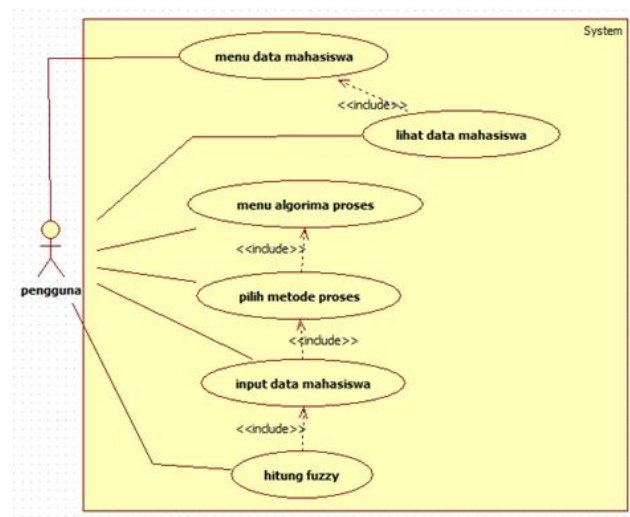 System
menu data mahasiswa
<<include>>
lihat data mahasiswa
menu algorima proses
<<include>>
pengguna
pilih metode proses
<<include>>
input data mahasiswa
<<include>>
hitung fuzzy